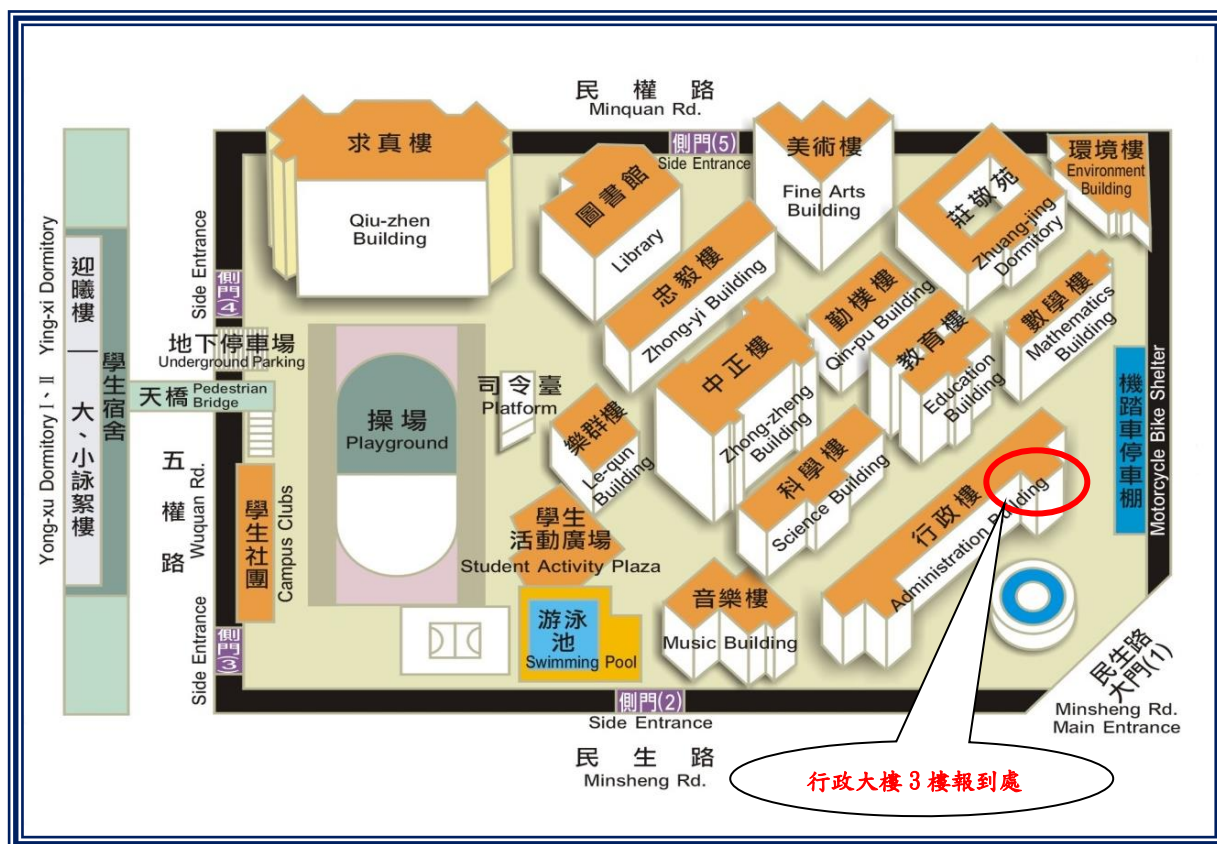 民 權 路
Minquan Rd.
側門(5)
Side Entrance
求真樓
Qiu-zhen
Building
圖書館
Library
美術樓
Fine Arts
Building
莊敬苑
Zhuang-jing
Dormitory
環境樓
Environment
Building
忠毅樓
Zhong-yi Building
勤樸樓
Qin-pu Building
教育樓
Education
Building
數學樓
Mathematics
Building
中正樓
Zhong-zheng
Building
科學樓
Science Building
樂群樓
Le-qun
Building
行政樓
Administration Building
機踏車停車棚
Motorcycle Bike Shelter
Side Entrance
側門(4)
地下停車場
Underground Parking
天橋
Pedestrian
Bridge
操場
Playground
司令臺
Platform
學生
活動廣場
Student Activity Plaza
游泳
池
Swimming Pool
音樂樓
Music Building
學生社團
Campus Clubs
五權路
Wuquan Rd.
Side Entrance
側門(3)
學生宿舍
迎曦樓
大、小詠絮樓
Yong-xu Dormitory I、II Ying-xi Dormitory
側門(2)
Side Entrance
民 生 路
Minsheng Rd.
民生路
大門(1)
Minsheng Rd.
Main Entrance
行政大樓 3 樓報到處